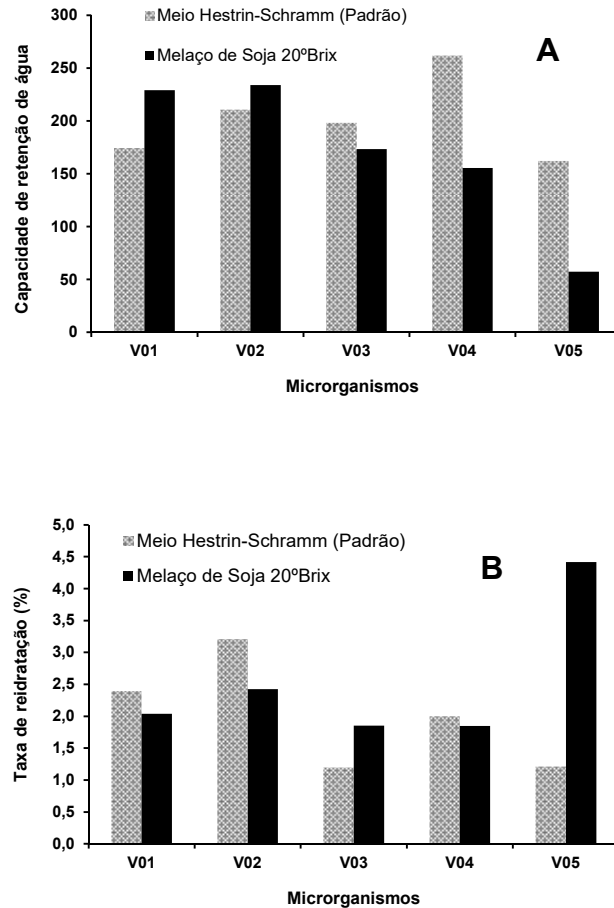 300
250
200
150
100
50
0
Capacidade de retenção de água
Meio Hestrin-Schramm (Padrão)
Melaço de Soja 20ºBrix
A
V01 V02 V03 V04 V05
Microrganismos
5,0
4,5
4,0
3,5
3,0
2,5
2,0
1,5
1,0
0,5
0,0
Taxa de reidratação (%)
Meio Hestrin-Schramm (Padrão)
Melaço de Soja 20ºBrix
B
V01 V02 V03 V04 V05
Microrganismos